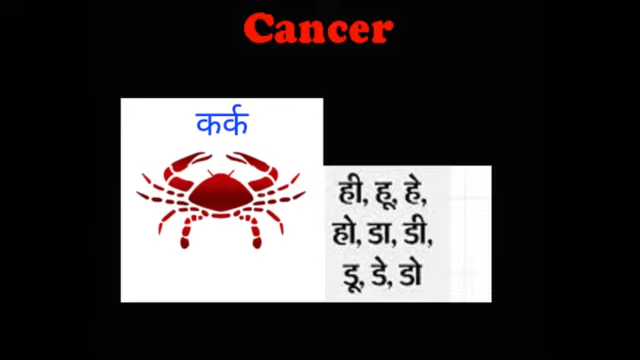 Cancer
कर्क
ही, हू, हे,
हो, डा, डी,
डू, डे, डो